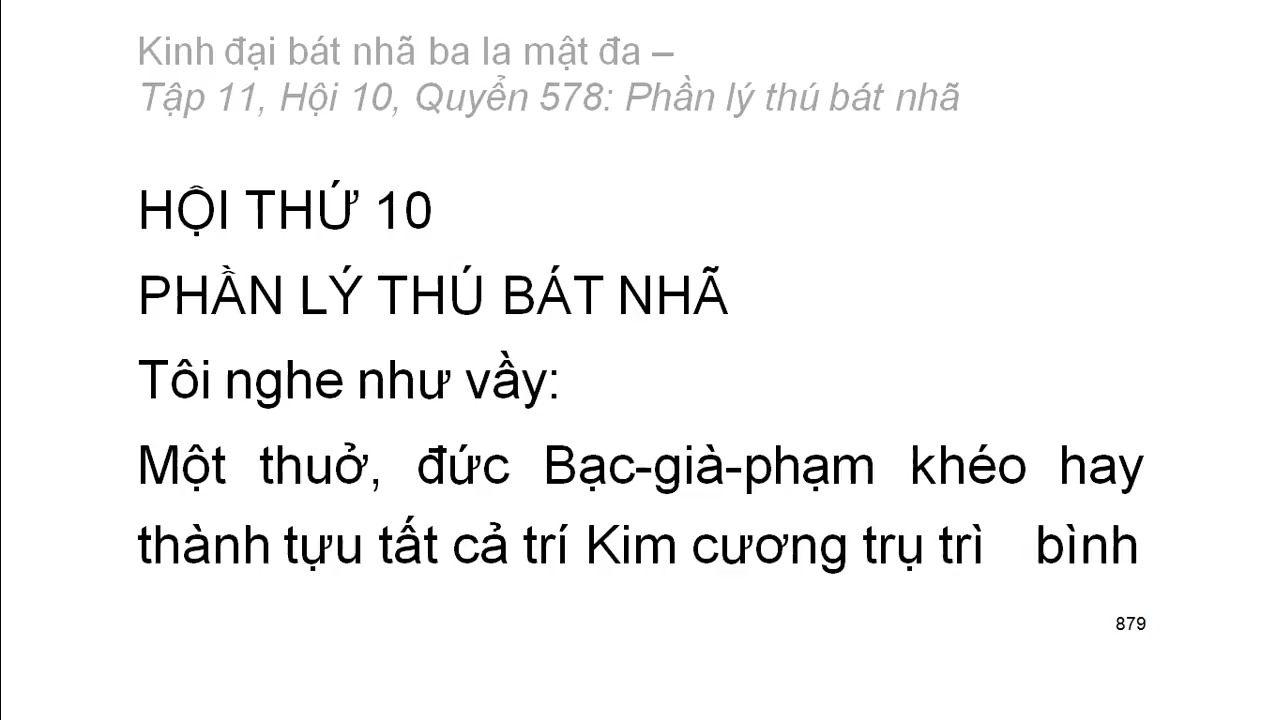 Kinh đại bát nhã ba la mật đa –
Tập 11, Hội 10, Quyển 578: Phần lý thú bát nhã
HỘI THỨ 10
PHẦN LÝ THÚ BÁT NHÃ
Tôi nghe như vầy:
Một thuở, đức Bạc-già-phạm khéo hay
thành tựu tất cả trí Kim cương trụ trì bình
879